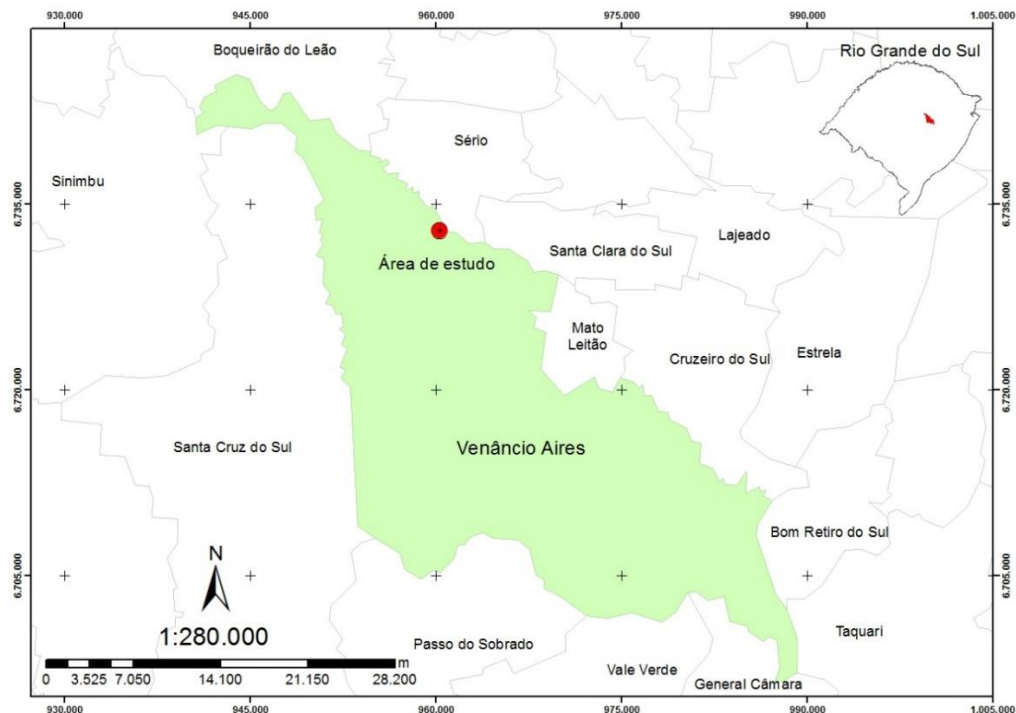 930.000 945.000 960.000 975.000 990.000 1.005.000
Boqueirão do Leão
Rio Grande do Sul
Sério
Sinimbu
6.735.000 6.735.000
Lajeado
Santa Clara do Sul
Área de estudo
Mato
Leitão
Cruzeiro do Sul
Estrela
6.720.000 6.720.000
Santa Cruz do Sul
Venâncio Aires
Bom Retiro do Sul
6.705.000 6.705.000
N
1:280.000
m
0 3.525 7.050 14.100 21.150 28.200
Passo do Sobrado
Taquari
Vale Verde
General Câmara
930.000 945.000 960.000 975.000 990.000 1.005.000